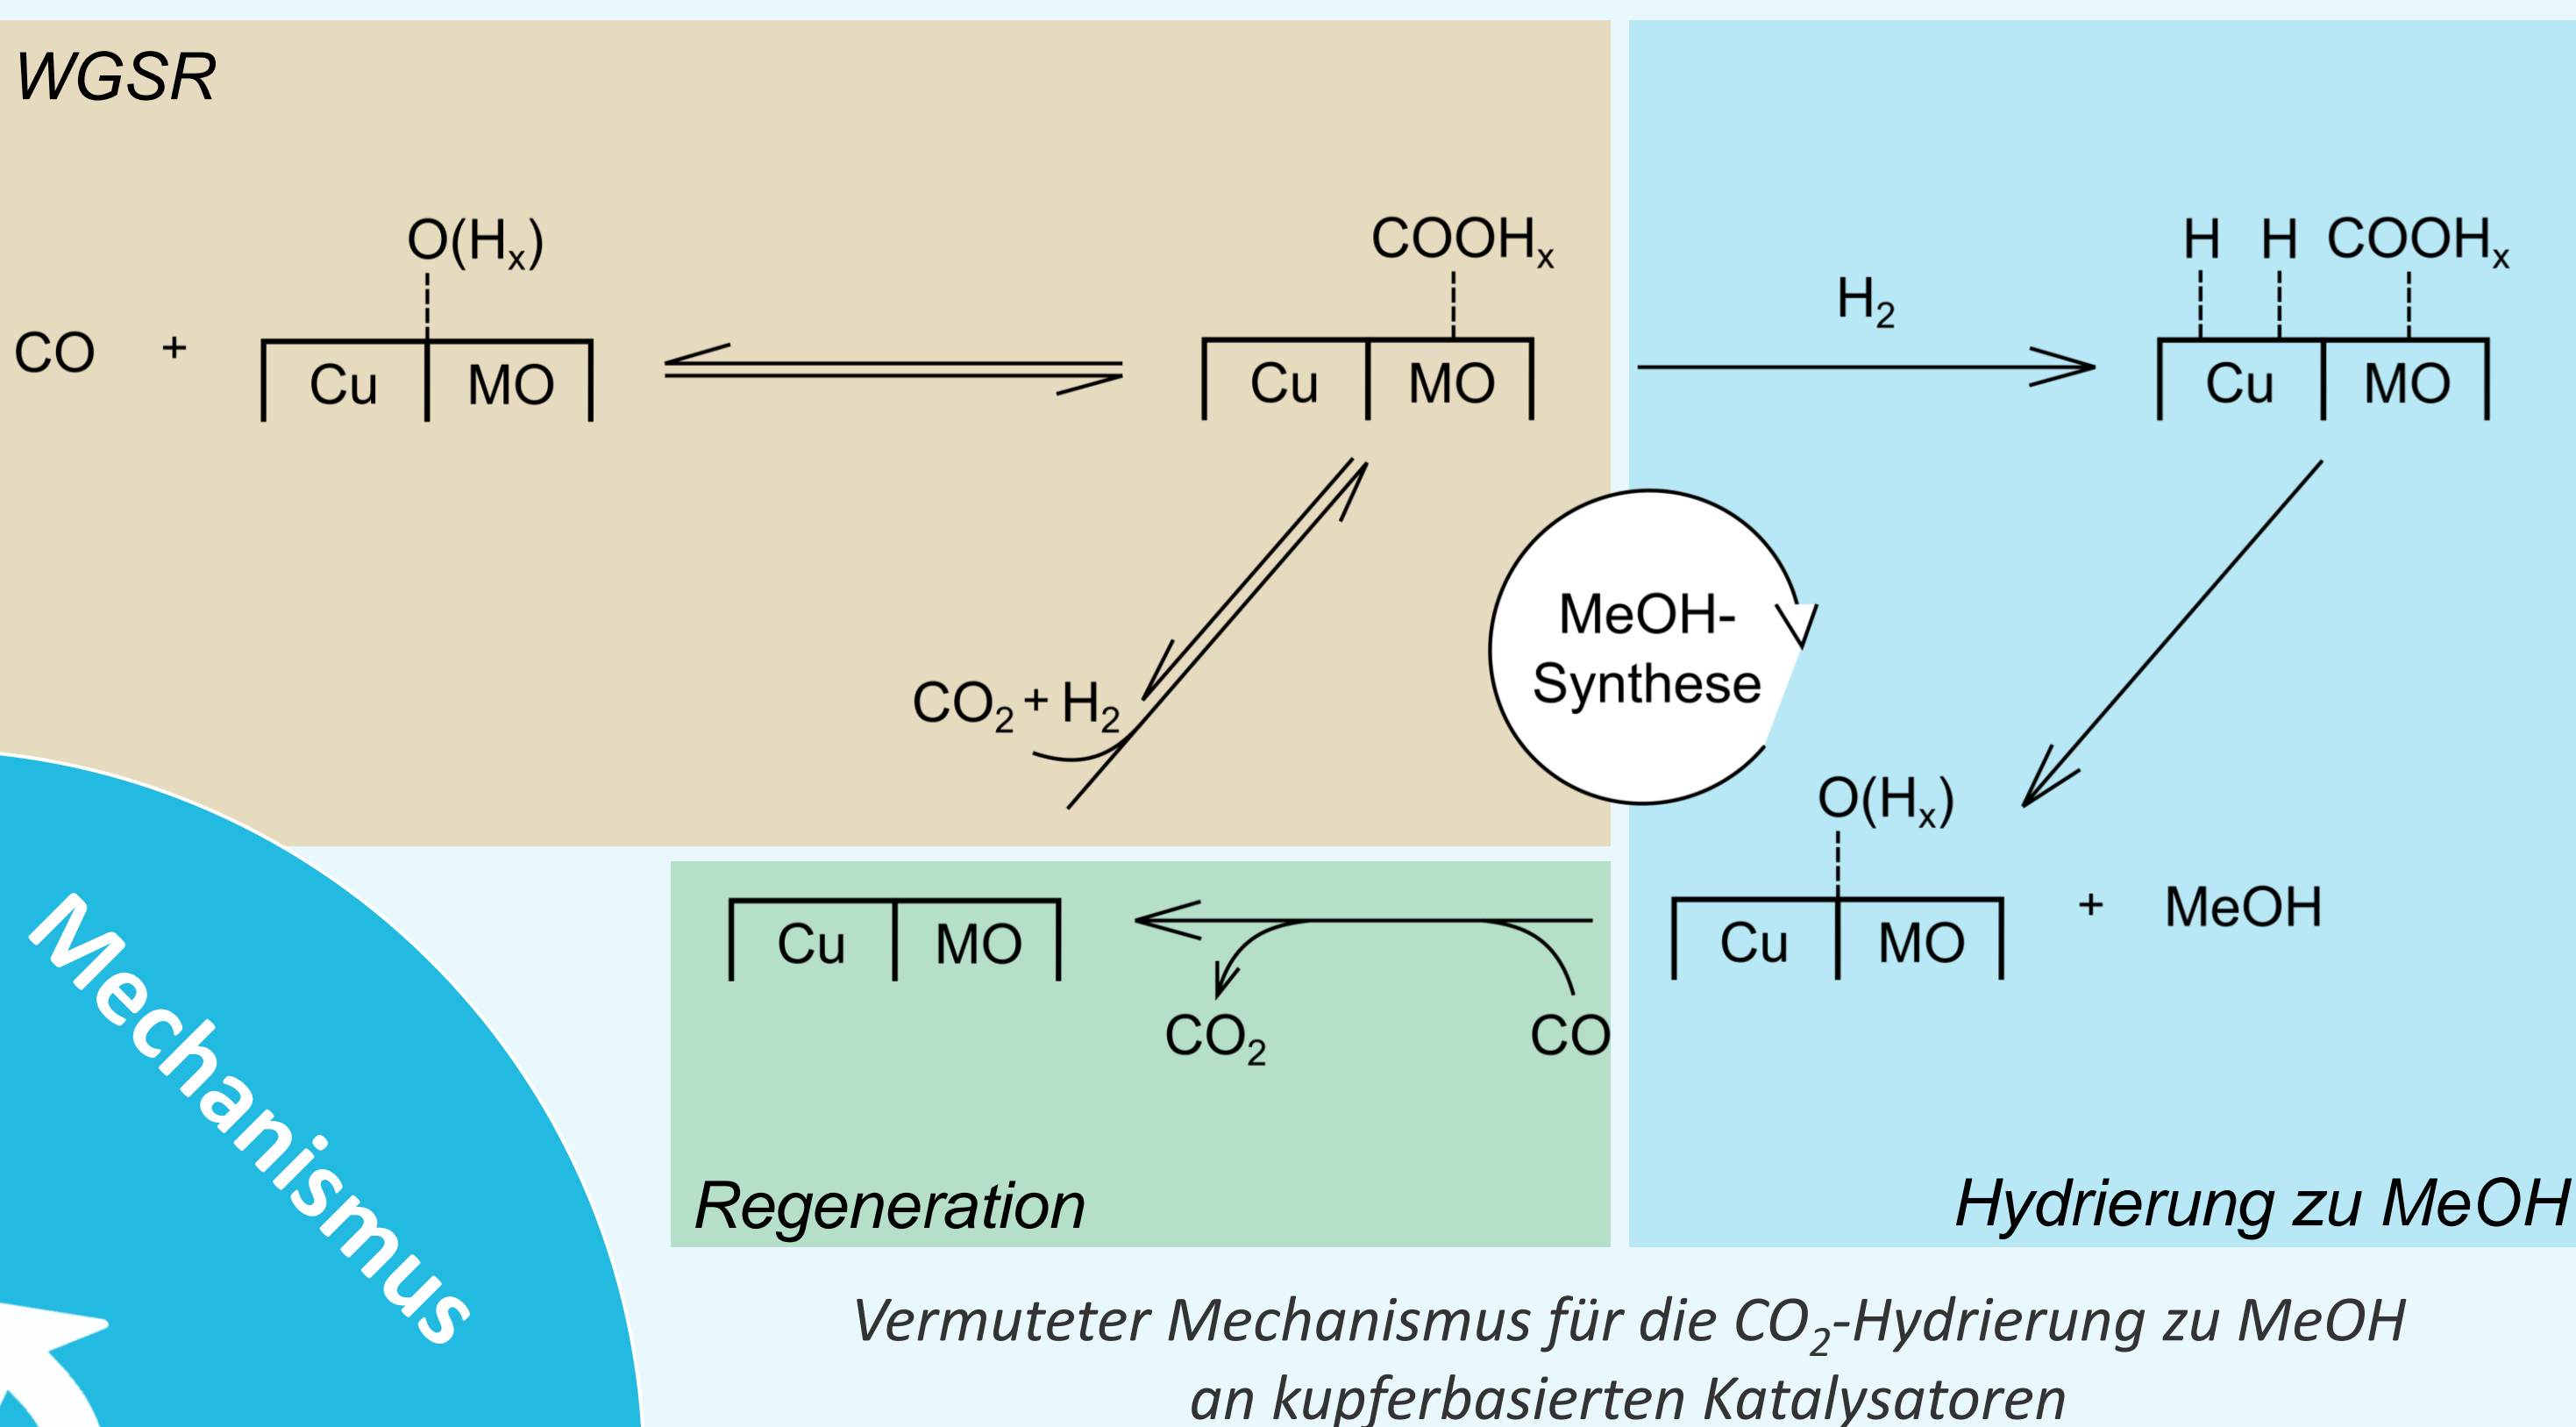 WGSR
O(Hₓ)
CO + Cu MO
COOHₓ
Cu MO
H₂
H H COOHₓ
Cu MO
CO₂ + H₂
MeOH-
Synthese
O(Hₓ)
Cu MO + MeOH
Cu MO
CO₂ CO
Regeneration
Hydrierung zu MeOH
Mechanismus
Vermuteter Mechanismus für die CO₂-Hydrierung zu MeOH
an kupferbasierten Katalysatoren